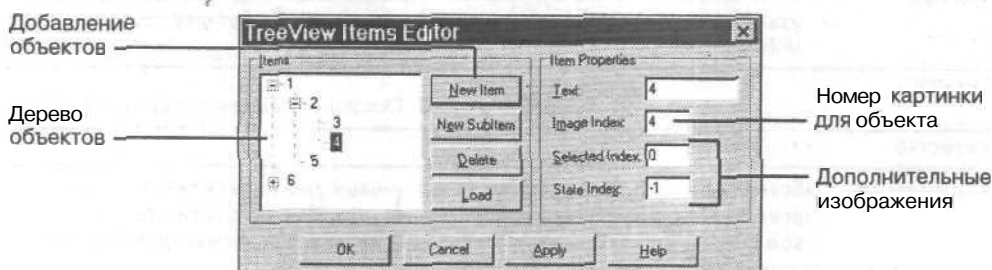 Добавление
объектов
Дерево
объектов
TreeView Items Editor
Items
1
2
3
4
5
6
New Item
New SubItem
Delete
Load
Item Properties
Text: 4
Image Index: 4
Selected Index: 0
State Index: -1
OK
Cancel
Apply
Help
Номер картинки
для объекта
Дополнительные
изображения